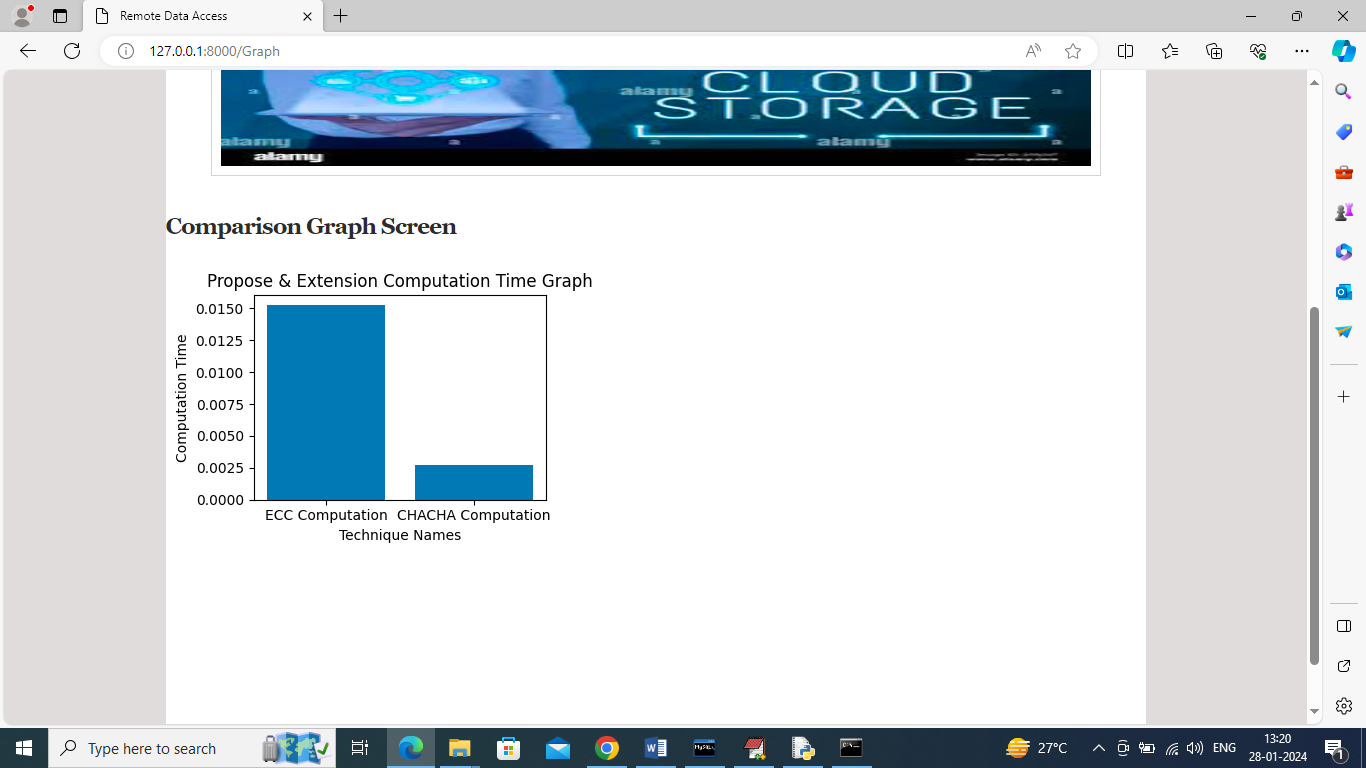 Remote Data Access
127.0.0.1:8000/Graph
CLOUD
STORAGE
alamy
alamy
alamy
alamy
Comparison Graph Screen
Propose & Extension Computation Time Graph
0.0150
0.0125
0.0100
0.0075
0.0050
0.0025
0.0000
Computation Time
ECC Computation CHACHA Computation
Technique Names
Type here to search
27°C
ENG
13:20
28-01-2024
1